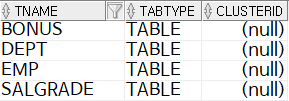 TNAME TABTYPE CLUSTERID
BONUS TABLE (null)
DEPT TABLE (null)
EMP TABLE (null)
SALGRADE TABLE (null)